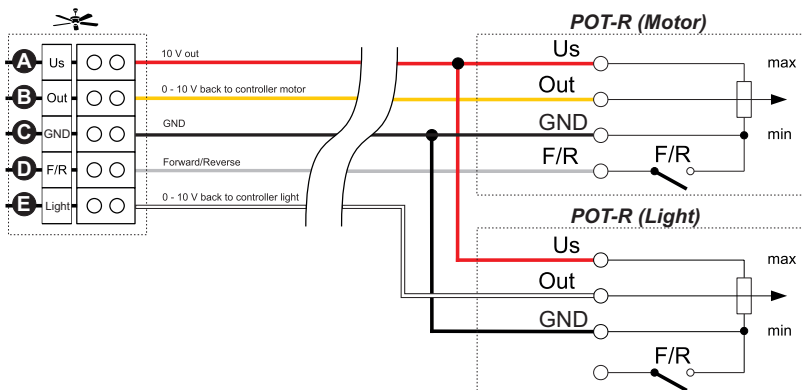 POT-R (Motor)
A Us 10 V out Us max
B Out 0 - 10 V back to controller motor Out
C GND GND GND min
D F/R Forward/Reverse F/R F/R
E Light 0 - 10 V back to controller light
POT-R (Light)
Us max
Out
GND min
F/R